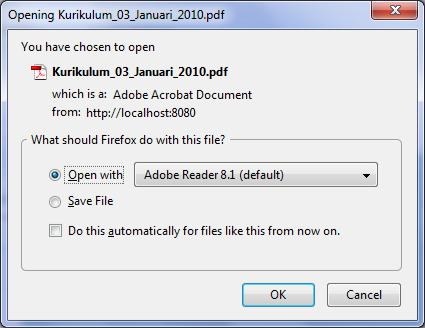 Opening Kurikulum_03_Januari_2010.pdf
You have chosen to open
Kurikulum_03_Januari_2010.pdf
which is a: Adobe Acrobat Document
from: http://localhost:8080
What should Firefox do with this file?
Open with Adobe Reader 8.1 (default)
Save File
Do this automatically for files like this from now on.
OK Cancel